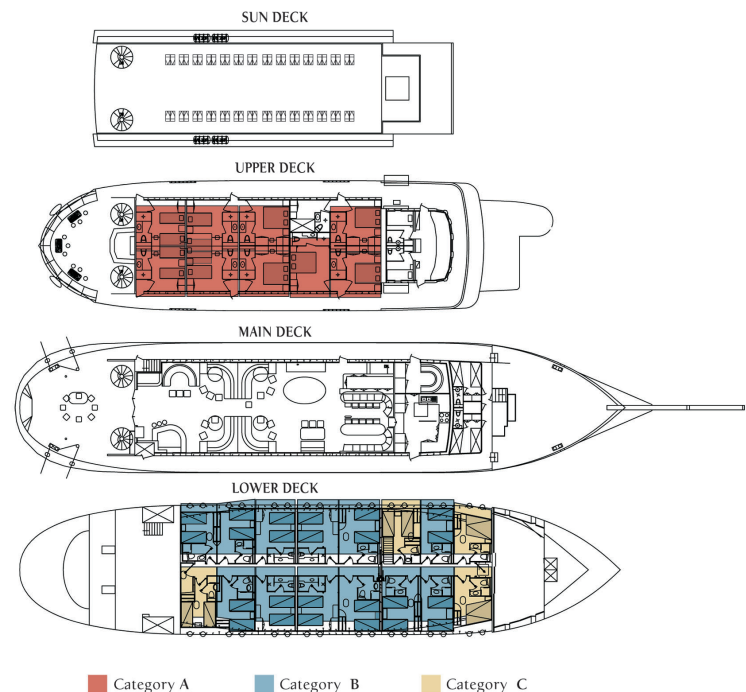 SUN DECK
UPPER DECK
MAIN DECK
LOWER DECK
Category A
Category B
Category C